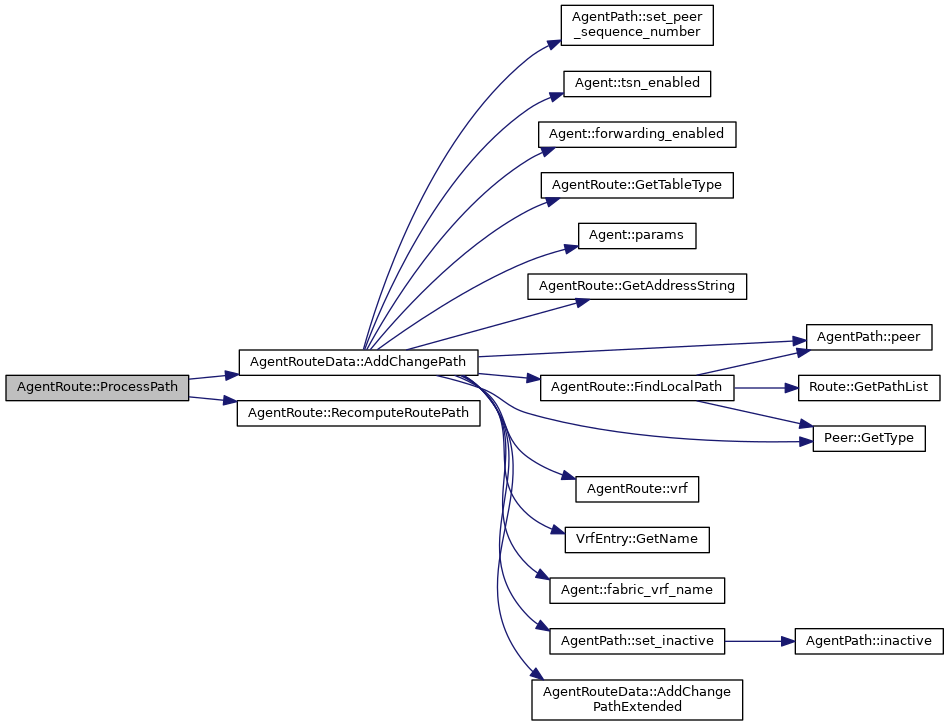 AgentPath::set_peer
_sequence_number
Agent::tsn_enabled
Agent::forwarding_enabled
AgentRoute::GetTableType
Agent::params
AgentRoute::GetAddressString
AgentPath::peer
AgentRouteData::AddChangePath
AgentRoute::ProcessPath
AgentRoute::FindLocalPath
Route::GetPathList
AgentRoute::RecomputeRoutePath
Peer::GetType
AgentRoute::vrf
VrfEntry::GetName
Agent::fabric_vrf_name
AgentPath::set_inactive
AgentPath::inactive
AgentRouteData::AddChange
PathExtended